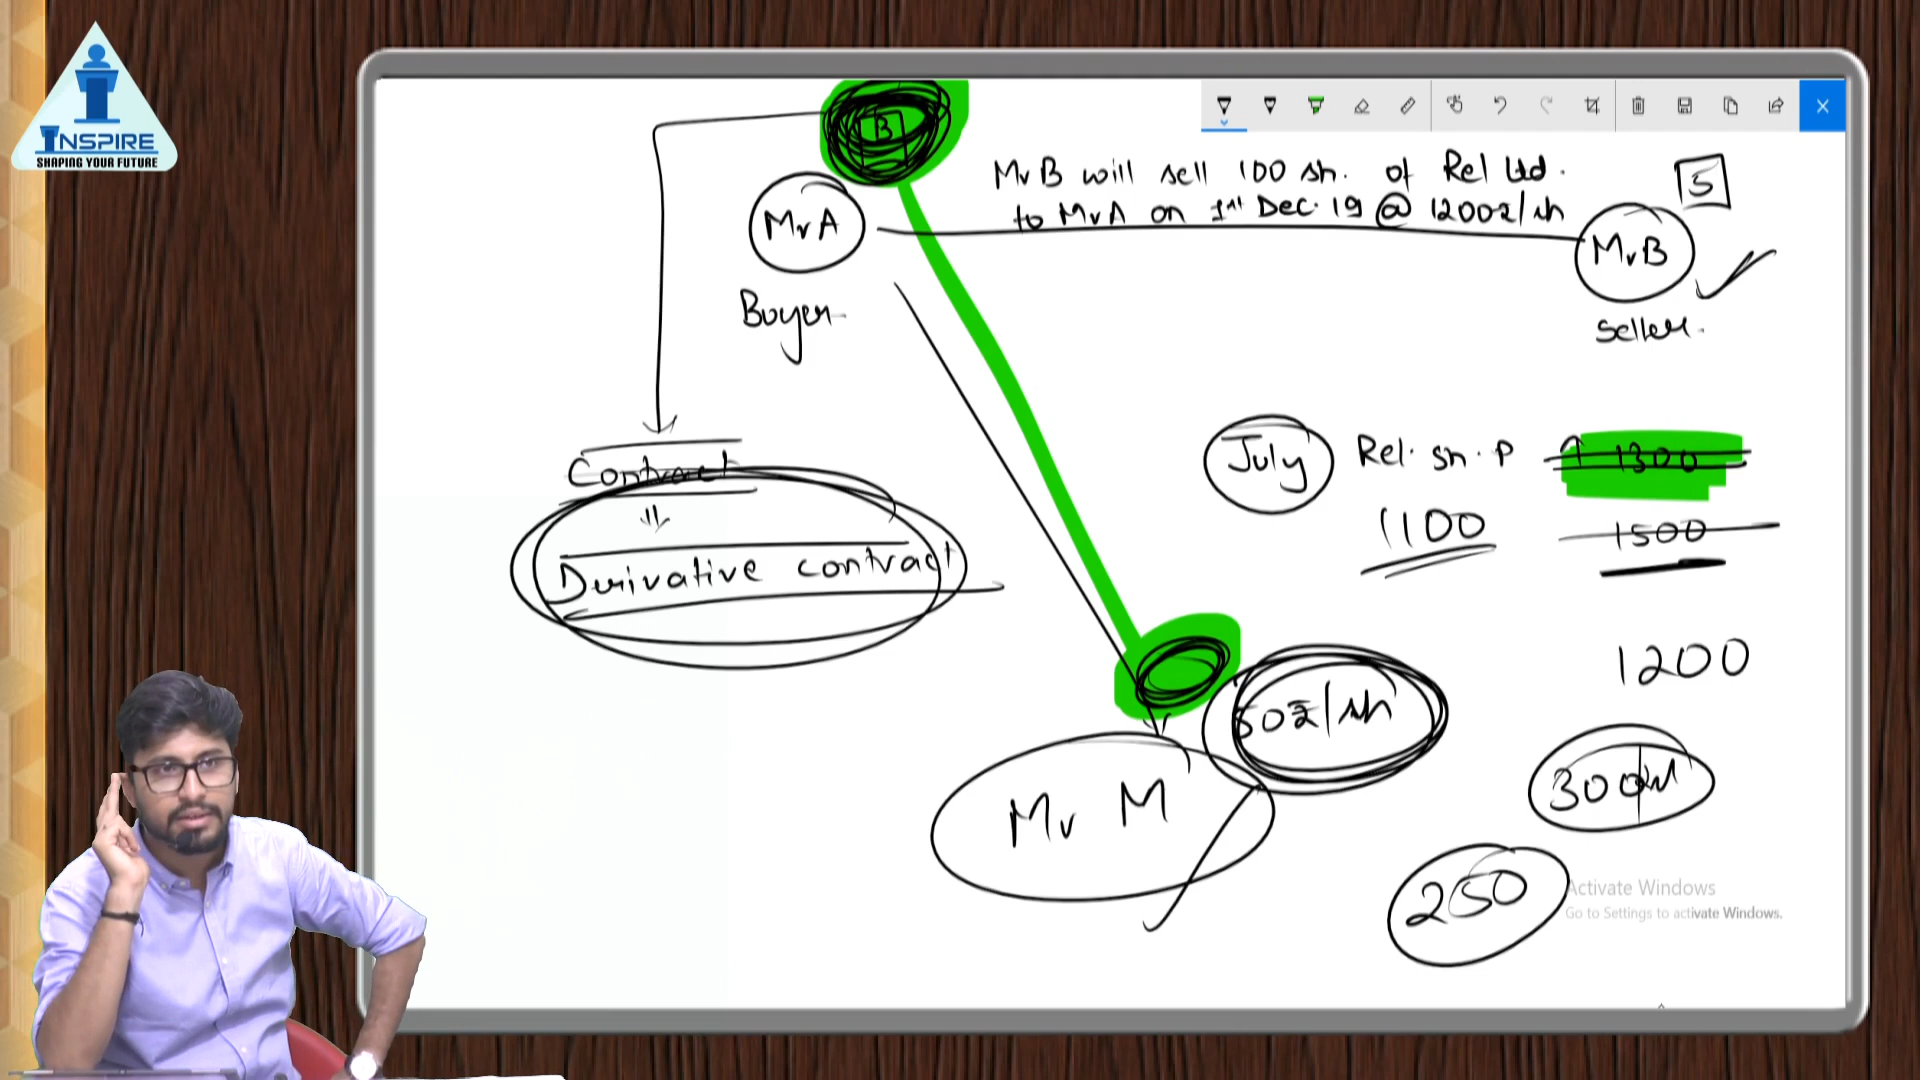 INSPIRE
SHAPING YOUR FUTURE
B
Mr B will sell 100 sh. of Rel Ltd.
to Mr A on 1st Dec. 19 @ 1200₹/sh
S
Mr A
Mr B
Buyer
Seller.
July
Rel. sh. P
↑ 1300
1100
1500
Contract
Derivative contract
1200
50₹/sh
Mr M
300
250
Activate Windows
Go to Settings to activate Windows.